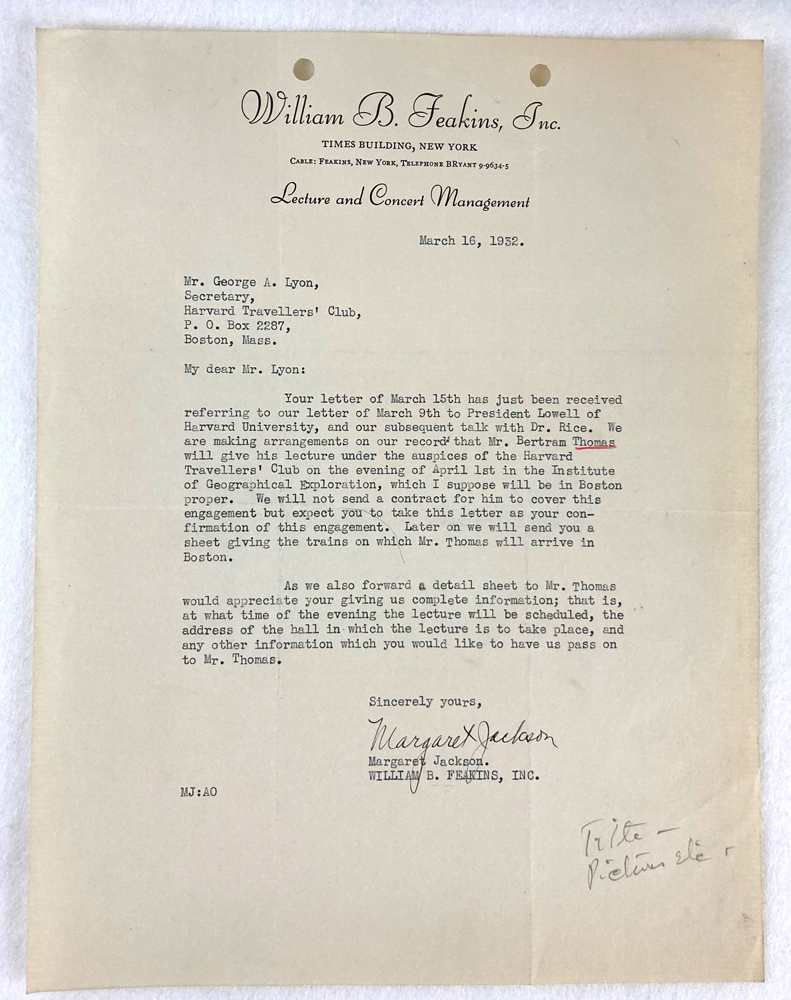 William B. Feakins, Inc.
TIMES BUILDING, NEW YORK
CABLE: FEAKINS, NEW YORK, TELEPHONE BRYANT 9-9634-5
Lecture and Concert Management
March 16, 1932.
Mr. George A. Lyon,
Secretary,
Harvard Travellers' Club,
P. O. Box 2287,
Boston, Mass.
My dear Mr. Lyon:
Your letter of March 15th has just been received
referring to our letter of March 9th to President Lowell of
Harvard University, and our subsequent talk with Dr. Rice. We
are making arrangements on our record that Mr. Bertram Thomas
will give his lecture under the auspices of the Harvard
Travellers' Club on the evening of April 1st in the Institute
of Geographical Exploration, which I suppose will be in Boston
proper. We will not send a contract for him to cover this
engagement but expect you to take this letter as your con-
firmation of this engagement. Later on we will send you a
sheet giving the trains on which Mr. Thomas will arrive in
Boston.
As we also forward a detail sheet to Mr. Thomas
would appreciate your giving us complete information; that is,
at what time of the evening the lecture will be scheduled, the
address of the hall in which the lecture is to take place, and
any other information which you would like to have us pass on
to Mr. Thomas.
Sincerely yours,
Margaret Jackson
Margaret Jackson.
WILLIAM B. FEAKINS, INC.
MJ:AO
Title -
Pictures etc